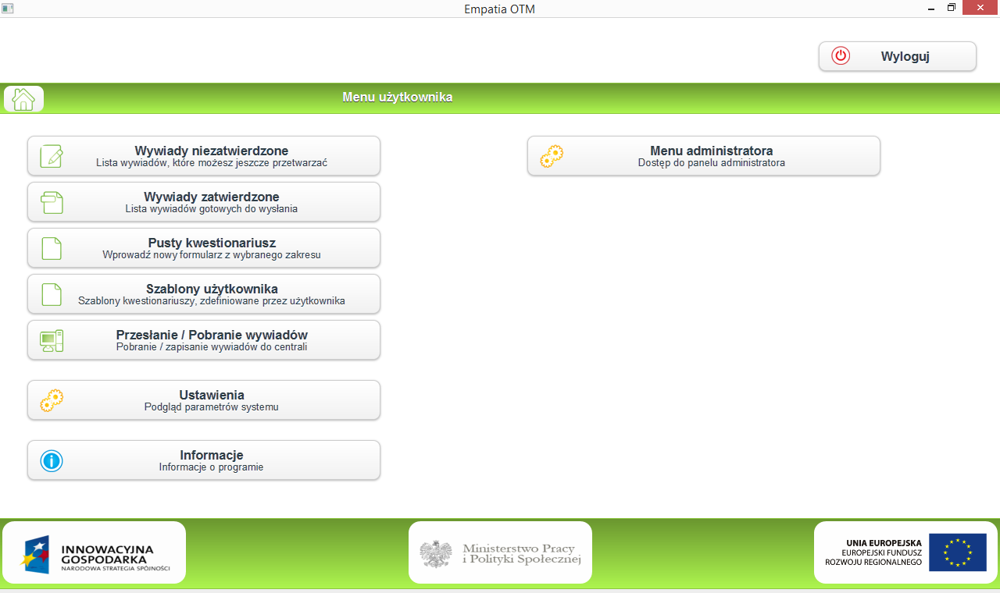 Empatia OTM
Wyloguj
Menu użytkownika
Wywiady niezatwierdzone
Lista wywiadów, które możesz jeszcze przetwarzać
Wywiady zatwierdzone
Lista wywiadów gotowych do wysłania
Pusty kwestionariusz
Wprowadź nowy formularz z wybranego zakresu
Szablony użytkownika
Szablony kwestionariuszy, zdefiniowane przez użytkownika
Przesłanie / Pobranie wywiadów
Pobranie / zapisanie wywiadów do centrali
Ustawienia
Podgląd parametrów systemu
Informacje
Informacje o programie
Menu administratora
Dostęp do panelu administratora
INNOWACYJNA
GOSPODARKA
NARODOWA STRATEGIA SPÓJNOŚCI
Ministerstwo Pracy
i Polityki Społecznej
UNIA EUROPEJSKA
EUROPEJSKI FUNDUSZ
ROZWOJU REGIONALNEGO